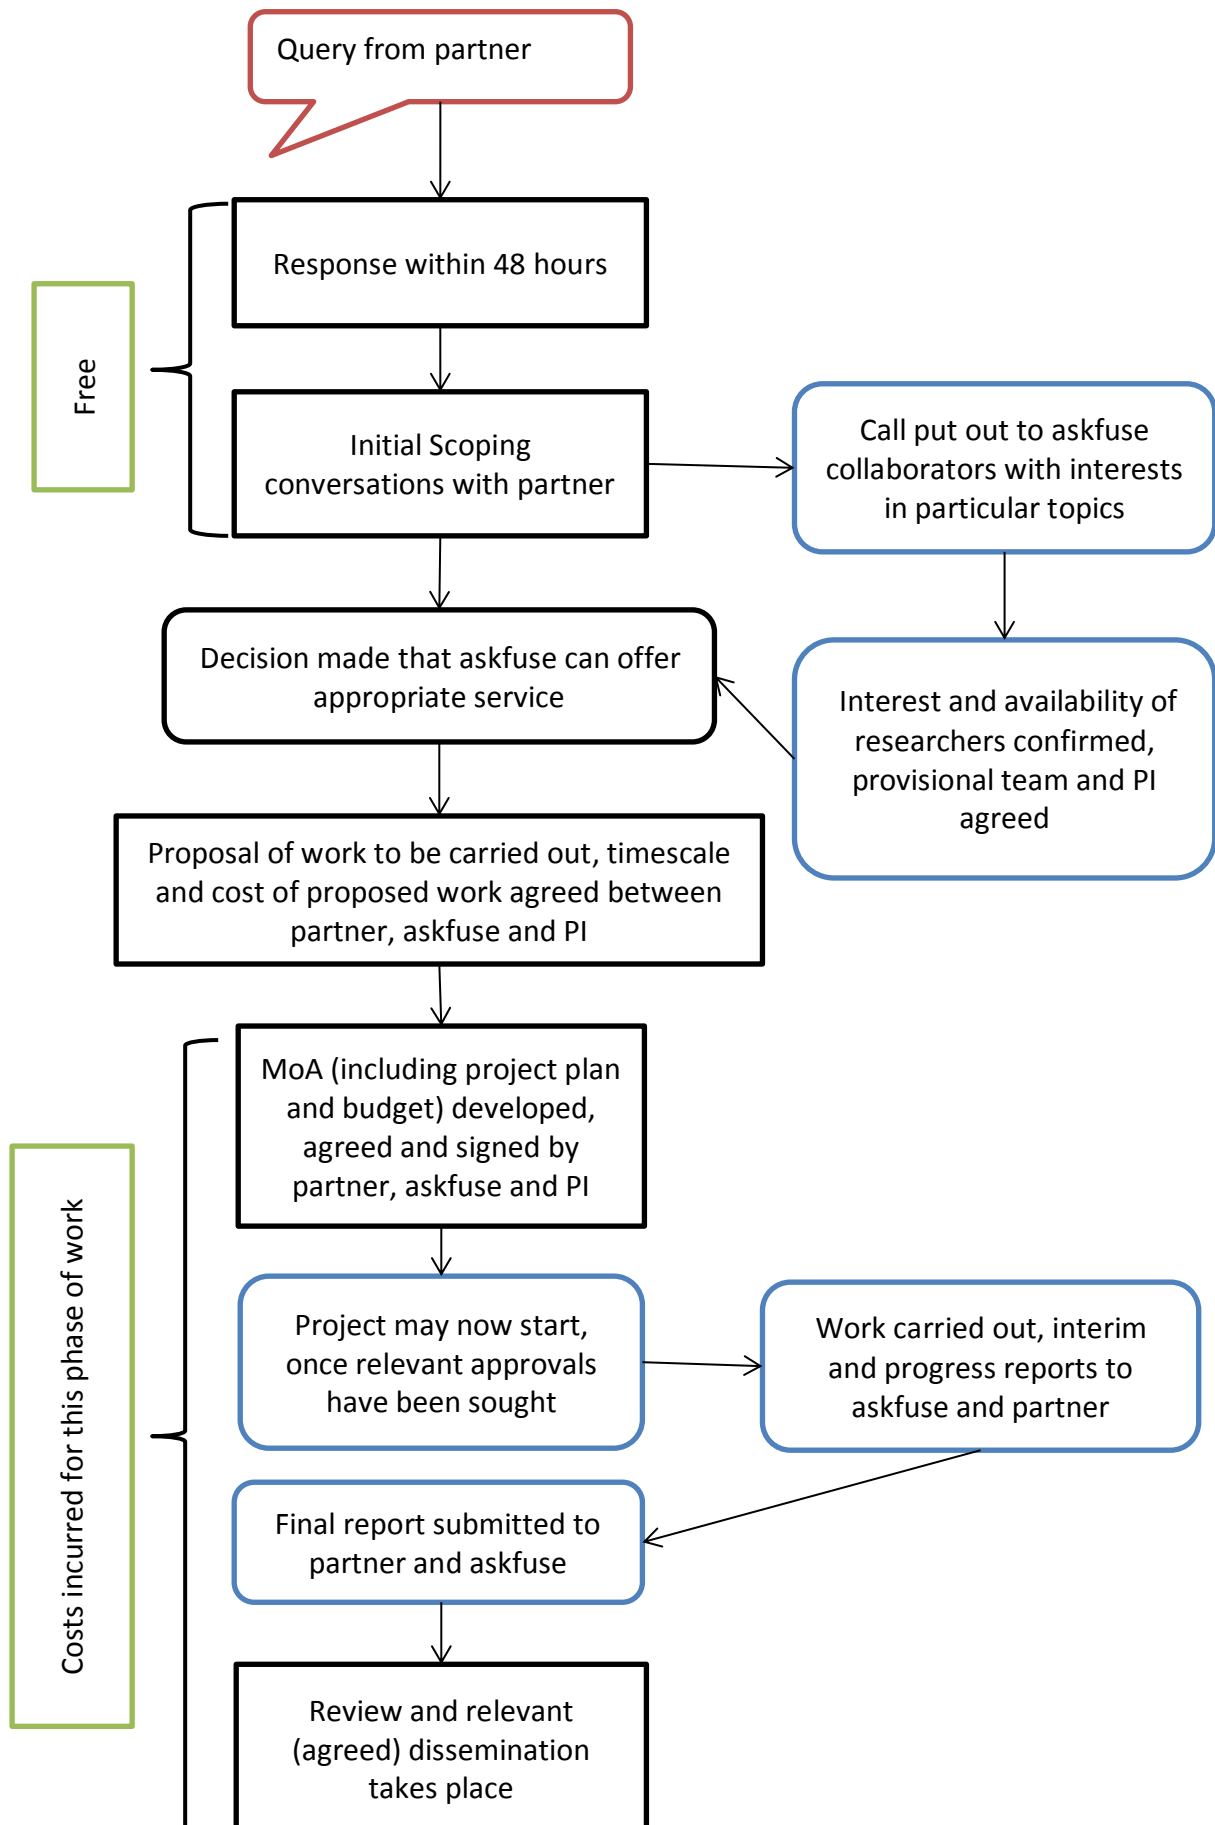 Query from partner
Response within 48 hours
Free
Initial Scoping
conversations with partner
Call put out to askfuse
collaborators with interests
in particular topics
Decision made that askfuse can offer
appropriate service
Interest and availability of
researchers confirmed,
provisional team and PI
agreed
Proposal of work to be carried out, timescale
and cost of proposed work agreed between
partner, askfuse and PI
MoA (including project plan
and budget) developed,
agreed and signed by
partner, askfuse and PI
Costs incurred for this phase of work
Project may now start,
once relevant approvals
have been sought
Work carried out, interim
and progress reports to
askfuse and partner
Final report submitted to
partner and askfuse
Review and relevant
(agreed) dissemination
takes place